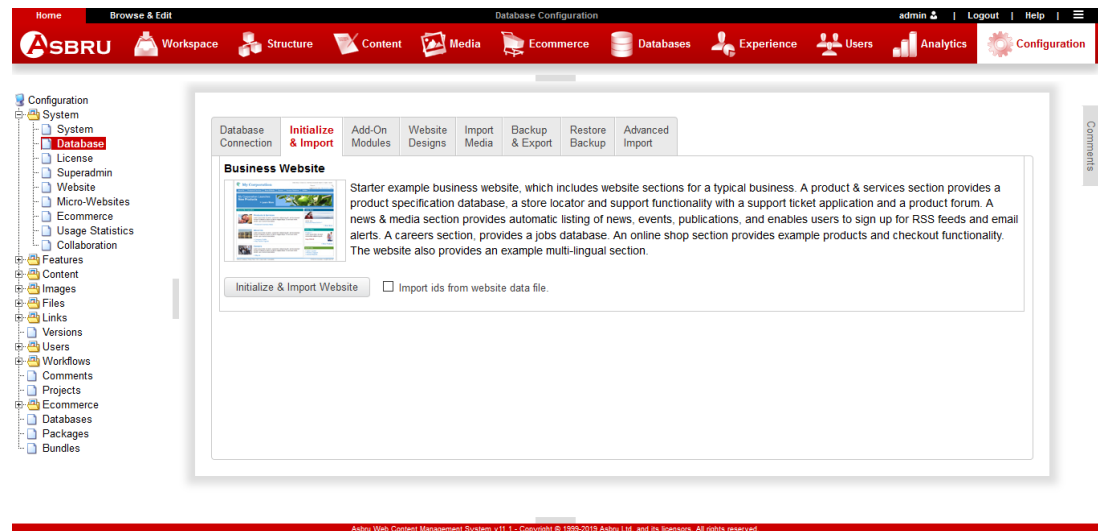 Home
Browse & Edit
Database Configuration
admin | Logout | Help |
ASBRU
Workspace
Structure
Content
Media
Ecommerce
Databases
Experience
Users
Analytics
Configuration
Configuration
System
System
Database
License
Superadmin
Website
Micro-Websites
Ecommerce
Usage Statistics
Collaboration
Features
Content
Images
Files
Links
Versions
Users
Workflows
Comments
Projects
Ecommerce
Databases
Packages
Bundles
Database Connection
Initialize & Import
Add-On Modules
Website Designs
Import Media
Backup & Export
Restore Backup
Advanced Import
Business Website
Starter example business website, which includes website sections for a typical business. A product & services section provides a
product specification database, a store locator and support functionality with a support ticket application and a product forum. A
news & media section provides automatic listing of news, events, publications, and enables users to sign up for RSS feeds and email
alerts. A careers section, provides a jobs database. An online shop section provides example products and checkout functionality.
The website also provides an example multi-lingual section.
Initialize & Import Website
Import ids from website data file.
Comments
Asbru Web Content Management System v11.1 - Copyright © 1999-2019 Asbru Ltd. and its licensors. All rights reserved.